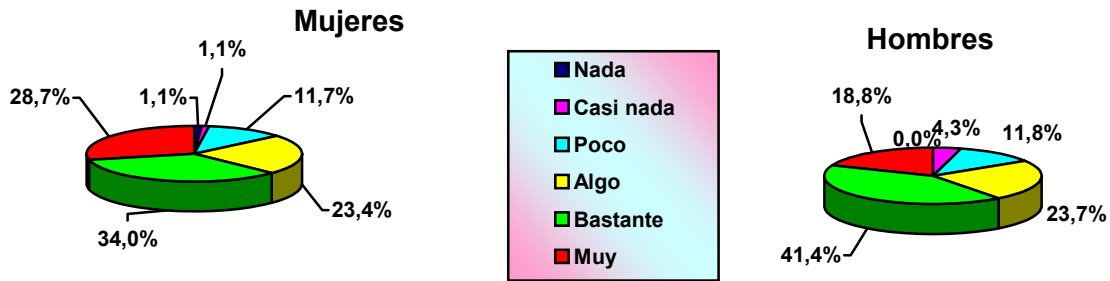 Mujeres
1,1%
28,7%
1,1%
11,7%
23,4%
34,0%
Nada
Casi nada
Poco
Algo
Bastante
Muy
Hombres
18,8%
0,0%
4,3%
11,8%
23,7%
41,4%